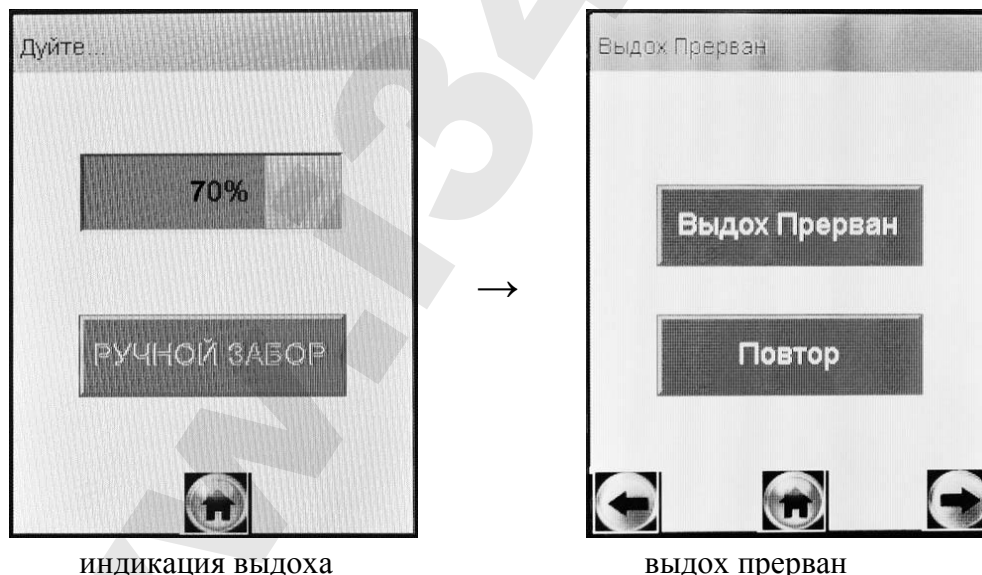 Дуйте...
70%
РУЧНОЙ ЗАБОР
индикация выдоха
→
Выдох Прерван
Выдох Прерван
Повтор
выдох прерван